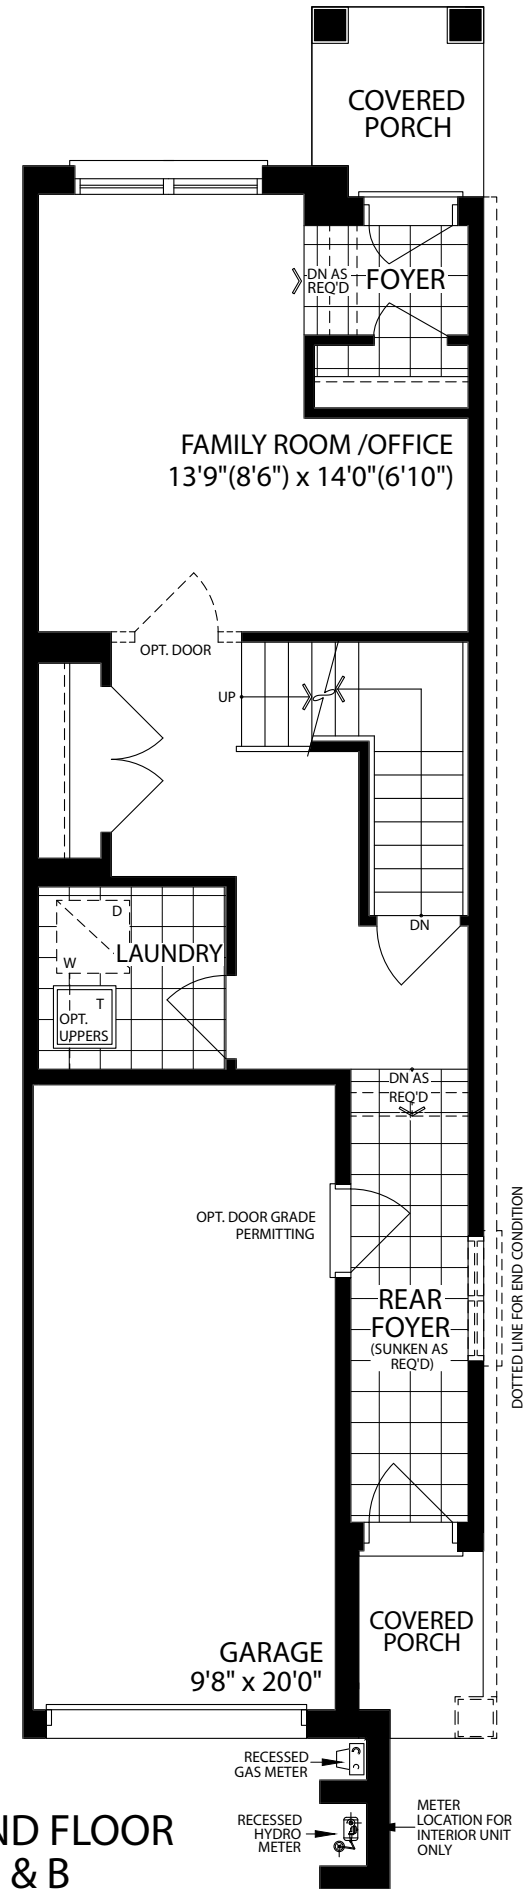 COVERED
PORCH
DN AS
REQ'D
FOYER
FAMILY ROOM /OFFICE
13'9"(8'6") x 14'0"(6'10")
OPT. DOOR
UP
DN
D
LAUNDRY
W
T
OPT.
UPPERS
DN AS
REQ'D
OPT. DOOR GRADE
PERMITTING
REAR
FOYER
(SUNKEN AS
REQ'D)
DOTTED LINE FOR END CONDITION
COVERED
PORCH
GARAGE
9'8" x 20'0"
RECESSED
GAS METER
RECESSED
HYDRO
METER
METER
LOCATION FOR
INTERIOR UNIT
ONLY
ND FLOOR
& B